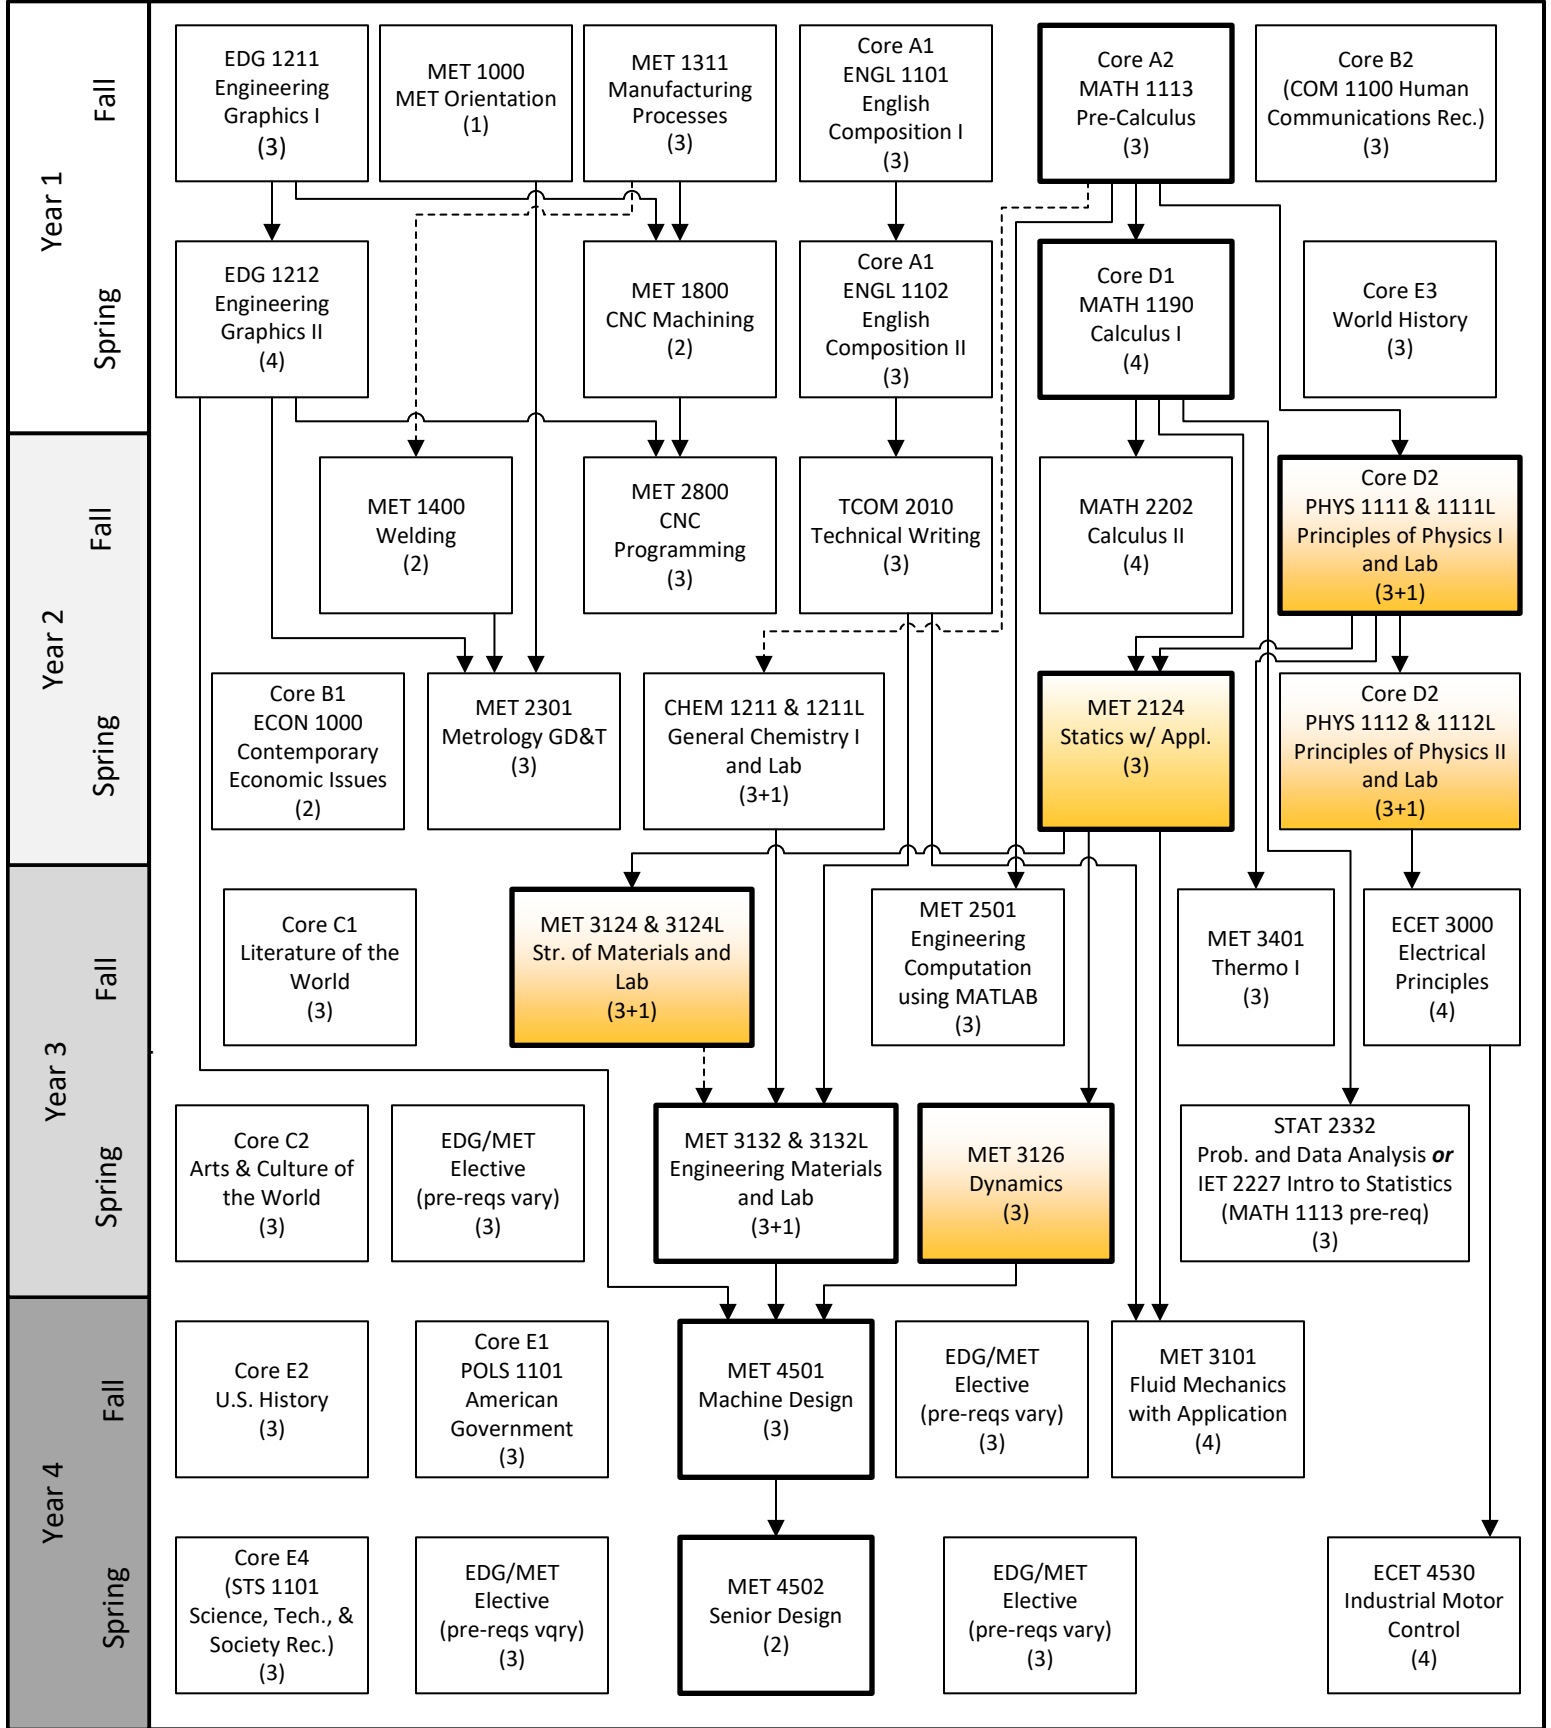 Year 1
Fall
EDG 1211
Engineering
Graphics I
(3)
MET 1000
MET Orientation
(1)
MET 1311
Manufacturing
Processes
(3)
Core A1
ENGL 1101
English
Composition I
(3)
Core A2
MATH 1113
Pre-Calculus
(3)
Core B2
(COM 1100 Human
Communications Rec.)
(3)
Spring
EDG 1212
Engineering
Graphics II
(4)
MET 1800
CNC Machining
(2)
Core A1
ENGL 1102
English
Composition II
(3)
Core D1
MATH 1190
Calculus I
(4)
Core E3
World History
(3)
Year 2
Fall
MET 1400
Welding
(2)
MET 2800
CNC
Programming
(3)
TCOM 2010
Technical Writing
(3)
MATH 2202
Calculus II
(4)
Core D2
PHYS 1111 & 1111L
Principles of Physics I
and Lab
(3+1)
Spring
Core B1
ECON 1000
Contemporary
Economic Issues
(2)
MET 2301
Metrology GD&T
(3)
CHEM 1211 & 1211L
General Chemistry I
and Lab
(3+1)
MET 2124
Statics w/ Appl.
(3)
Core D2
PHYS 1112 & 1112L
Principles of Physics II
and Lab
(3+1)
Year 3
Fall
Core C1
Literature of the
World
(3)
MET 3124 & 3124L
Str. of Materials and
Lab
(3+1)
MET 2501
Engineering
Computation
using MATLAB
(3)
MET 3401
Thermo I
(3)
ECET 3000
Electrical
Principles
(4)
Spring
Core C2
Arts & Culture of
the World
(3)
EDG/MET
Elective
(pre-reqs vary)
(3)
MET 3132 & 3132L
Engineering Materials
and Lab
(3+1)
MET 3126
Dynamics
(3)
STAT 2332
Prob. and Data Analysis or
IET 2227 Intro to Statistics
(MATH 1113 pre-req)
(3)
Year 4
Fall
Core E2
U.S. History
(3)
Core E1
POLS 1101
American
Government
(3)
MET 4501
Machine Design
(3)
EDG/MET
Elective
(pre-reqs vary)
(3)
MET 3101
Fluid Mechanics
with Application
(4)
Spring
Core E4
(STS 1101
Science, Tech., &
Society Rec.)
(3)
EDG/MET
Elective
(pre-reqs vqry)
(3)
MET 4502
Senior Design
(2)
EDG/MET
Elective
(pre-reqs vary)
(3)
ECET 4530
Industrial Motor
Control
(4)